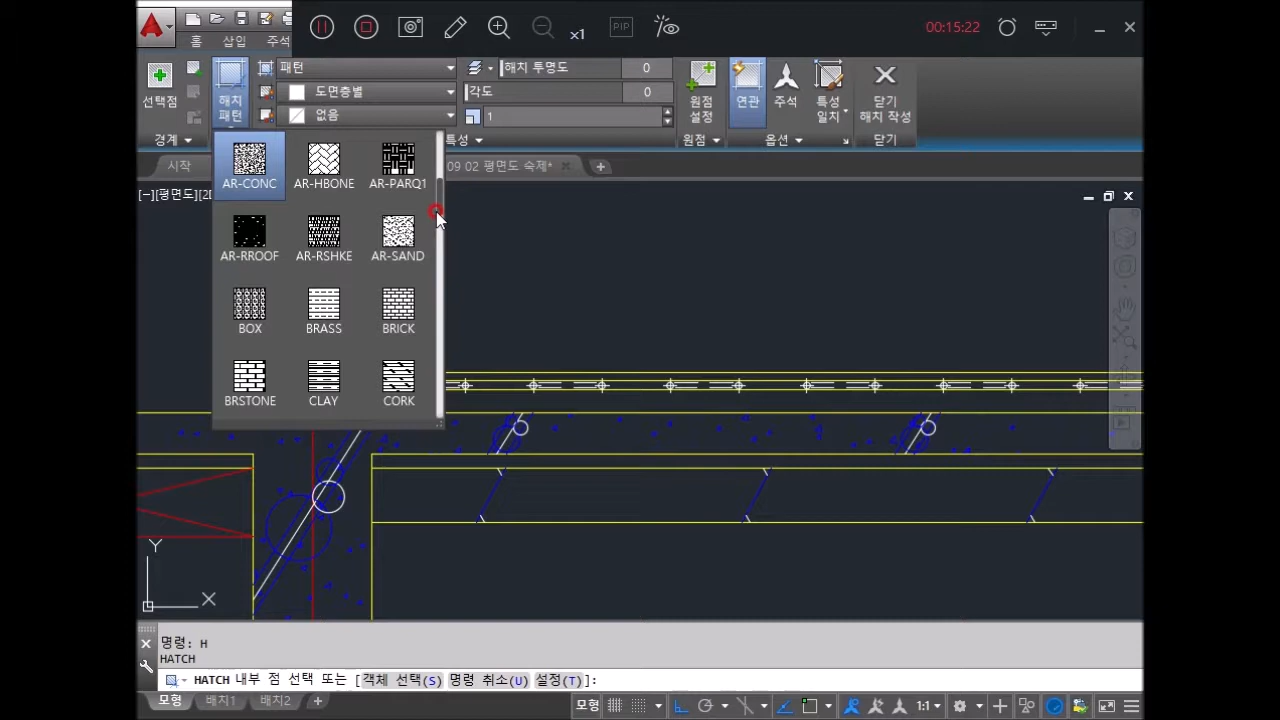 x1
PIP
00:15:22
홈 삽입 주석
선택점
경계
해치
패턴
패턴
도면층별
없음
해치 투명도 0
각도 0
1
특성
원점
설정
원점
연관
주석
특성
일치
옵션
닫기
해치 작성
닫기
시작
09 02 평면도 숙제*
[−][평면도][2D
AR-CONC AR-HBONE AR-PARQ1
AR-RROOF AR-RSHKE AR-SAND
BOX BRASS BRICK
BRSTONE CLAY CORK
Y
X
명령: H
HATCH
HATCH 내부 점 선택 또는 [객체 선택(S) 명령 취소(U) 설정(T)]:
모형 배치1 배치2 +
모형 1:1